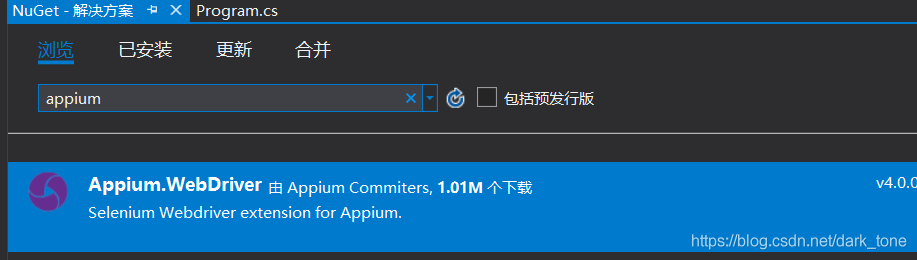 NuGet - 解决方案 Program.cs
浏览 已安装 更新 合并
appium 包括预发行版
Appium.WebDriver 由 Appium Commiters, 1.01M 个下载 v4.0.0
Selenium Webdriver extension for Appium.
https://blog.csdn.net/dark_tone